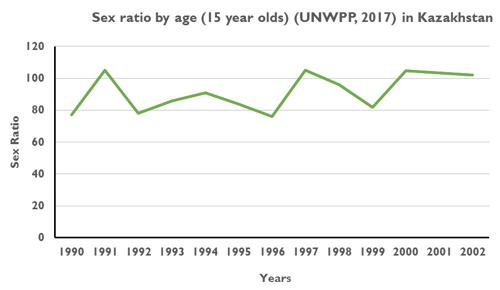 Sex ratio by age (15 year olds) (UNWPP, 2017) in Kazakhstan
120
100
80
60
40
20
0
Sex Ratio
1990 1991 1992 1993 1994 1995 1996 1997 1998 1999 2000 2001 2002
Years